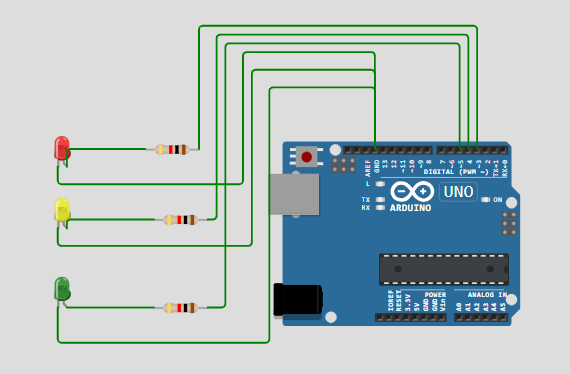 AREF
GND
13
12
~11
~10
~9
8
7
~6
~5
4
~3
2
TX→1
RX←0
DIGITAL (PWM ~)
L
TX
RX
UNO
ARDUINO
ON
IOREF
RESET
3.3V
5V
GND
GND
Vin
POWER
ANALOG IN
A0
A1
A2
A3
A4
A5